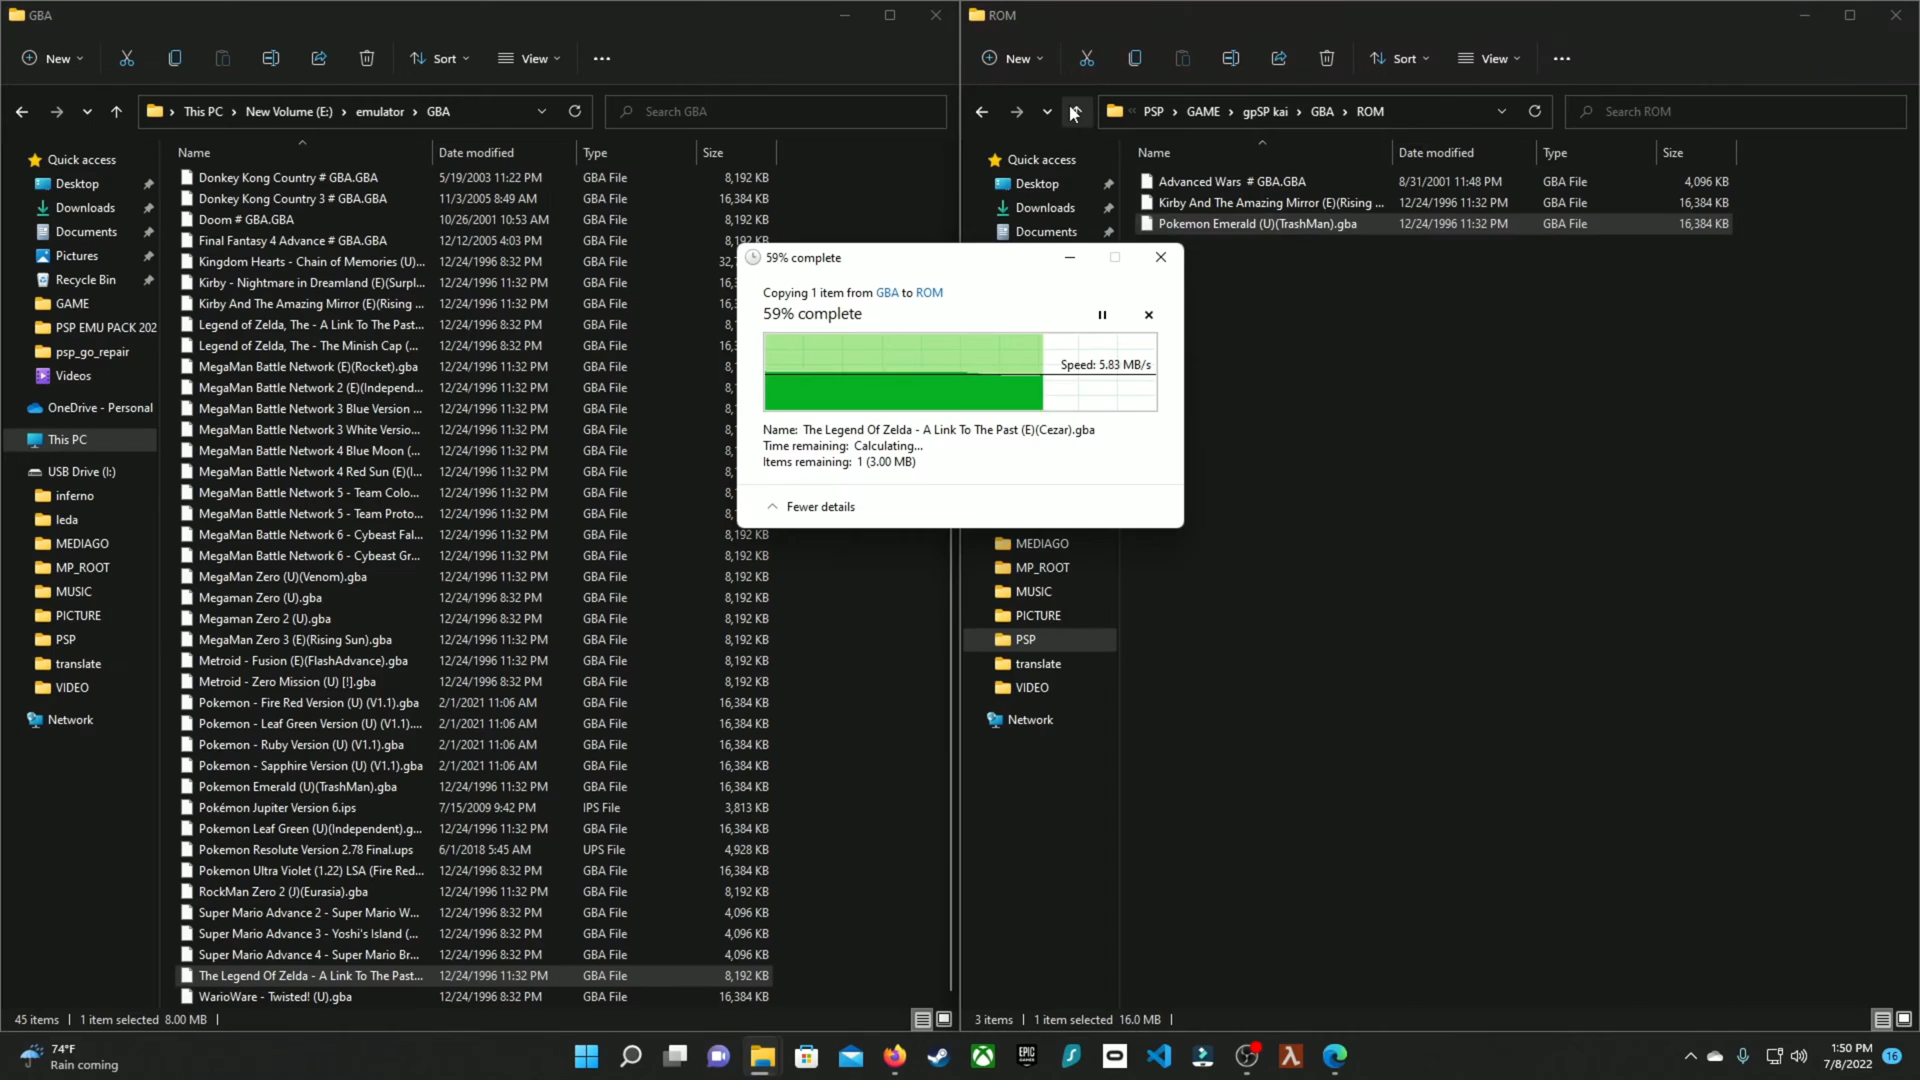 GBA
New
Sort
View
This PC > New Volume (E:) > emulator > GBA
Search GBA
Quick access
Desktop
Downloads
Documents
Pictures
Recycle Bin
GAME
PSP EMU PACK 202
psp_go_repair
Videos
OneDrive - Personal
This PC
USB Drive (I:)
inferno
leda
MEDIAGO
MP_ROOT
MUSIC
PICTURE
PSP
translate
VIDEO
Network
Name Date modified Type Size
Donkey Kong Country # GBA.GBA 5/19/2003 11:22 PM GBA File 8,192 KB
Donkey Kong Country 3 # GBA.GBA 11/3/2005 8:49 AM GBA File 16,384 KB
Doom # GBA.GBA 10/26/2001 10:53 AM GBA File 8,192 KB
Final Fantasy 4 Advance # GBA.GBA 12/12/2005 4:03 PM GBA File 8,192 KB
Kingdom Hearts - Chain of Memories (U)... 12/24/1996 8:32 PM GBA File 32,
Kirby - Nightmare in Dreamland (E)(Surpl... 12/24/1996 8:32 PM GBA File 16,
Kirby And The Amazing Mirror (E)(Rising ... 12/24/1996 11:32 PM GBA File 16,
Legend of Zelda, The - A Link To The Past... 12/24/1996 8:32 PM GBA File 8,
Legend of Zelda, The - The Minish Cap (... 12/24/1996 8:32 PM GBA File 16,
MegaMan Battle Network (E)(Rocket).gba 12/24/1996 11:32 PM GBA File 8,
MegaMan Battle Network 2 (E)(Independ... 12/24/1996 11:32 PM GBA File 8,
MegaMan Battle Network 3 Blue Version ... 12/24/1996 11:32 PM GBA File 8,
MegaMan Battle Network 3 White Versio... 12/24/1996 11:32 PM GBA File 8,
MegaMan Battle Network 4 Blue Moon (... 12/24/1996 11:32 PM GBA File 8,
MegaMan Battle Network 4 Red Sun (E)(I... 12/24/1996 11:32 PM GBA File 8,
MegaMan Battle Network 5 - Team Colo... 12/24/1996 11:32 PM GBA File 8,
MegaMan Battle Network 5 - Team Proto... 12/24/1996 11:32 PM GBA File 8,
MegaMan Battle Network 6 - Cybeast Fal... 12/24/1996 11:32 PM GBA File 8,192 KB
MegaMan Battle Network 6 - Cybeast Gr... 12/24/1996 11:32 PM GBA File 8,192 KB
MegaMan Zero (U)(Venom).gba 12/24/1996 11:32 PM GBA File 8,192 KB
Megaman Zero (U).gba 12/24/1996 8:32 PM GBA File 8,192 KB
Megaman Zero 2 (U).gba 12/24/1996 8:32 PM GBA File 8,192 KB
MegaMan Zero 3 (E)(Rising Sun).gba 12/24/1996 11:32 PM GBA File 8,192 KB
Metroid - Fusion (E)(FlashAdvance).gba 12/24/1996 11:32 PM GBA File 8,192 KB
Metroid - Zero Mission (U) [!].gba 12/24/1996 8:32 PM GBA File 8,192 KB
Pokemon - Fire Red Version (U) (V1.1).gba 2/1/2021 11:06 AM GBA File 16,384 KB
Pokemon - Leaf Green Version (U) (V1.1).... 2/1/2021 11:06 AM GBA File 16,384 KB
Pokemon - Ruby Version (U) (V1.1).gba 2/1/2021 11:06 AM GBA File 16,384 KB
Pokemon - Sapphire Version (U) (V1.1).gba 2/1/2021 11:06 AM GBA File 16,384 KB
Pokemon Emerald (U)(TrashMan).gba 12/24/1996 11:32 PM GBA File 16,384 KB
Pokémon Jupiter Version 6.ips 7/15/2009 9:42 PM IPS File 3,813 KB
Pokemon Leaf Green (U)(Independent).g... 12/24/1996 11:32 PM GBA File 16,384 KB
Pokemon Resolute Version 2.78 Final.ups 6/1/2018 5:45 AM UPS File 4,928 KB
Pokemon Ultra Violet (1.22) LSA (Fire Red... 12/24/1996 8:32 PM GBA File 16,384 KB
RockMan Zero 2 (J)(Eurasia).gba 12/24/1996 11:32 PM GBA File 8,192 KB
Super Mario Advance 2 - Super Mario W... 12/24/1996 8:32 PM GBA File 4,096 KB
Super Mario Advance 3 - Yoshi's Island (... 12/24/1996 8:32 PM GBA File 4,096 KB
Super Mario Advance 4 - Super Mario Br... 12/24/1996 8:32 PM GBA File 4,096 KB
The Legend Of Zelda - A Link To The Past... 12/24/1996 11:32 PM GBA File 8,192 KB
WarioWare - Twisted! (U).gba 12/24/1996 8:32 PM GBA File 16,384 KB
45 items | 1 item selected 8.00 MB |
59% complete
Copying 1 item from GBA to ROM
59% complete
Speed: 5.83 MB/s
Name: The Legend Of Zelda - A Link To The Past (E)(Cezar).gba
Time remaining: Calculating...
Items remaining: 1 (3.00 MB)
Fewer details
ROM
New
Sort
View
« PSP > GAME > gpSP kai > GBA > ROM
Search ROM
Quick access
Desktop
Downloads
Documents
MEDIAGO
MP_ROOT
MUSIC
PICTURE
PSP
translate
VIDEO
Network
Name Date modified Type Size
Advanced Wars # GBA.GBA 8/31/2001 11:48 PM GBA File 4,096 KB
Kirby And The Amazing Mirror (E)(Rising ... 12/24/1996 11:32 PM GBA File 16,384 KB
Pokemon Emerald (U)(TrashMan).gba 12/24/1996 11:32 PM GBA File 16,384 KB
3 items | 1 item selected 16.0 MB |
74°F
Rain coming
EPIC GAMES
1:50 PM
7/8/2022
16